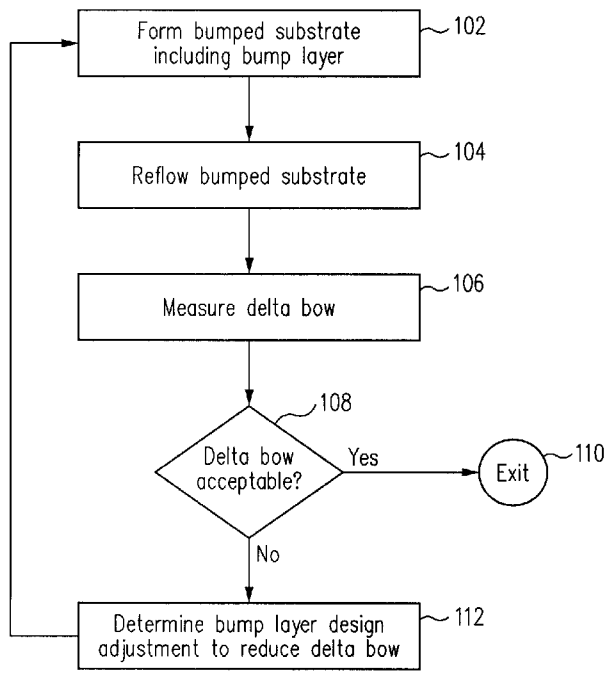 Form bumped substrate
including bump layer
102
Reflow bumped substrate
104
Measure delta bow
106
108
Delta bow
acceptable?
Yes
Exit
110
No
Determine bump layer design
adjustment to reduce delta bow
112